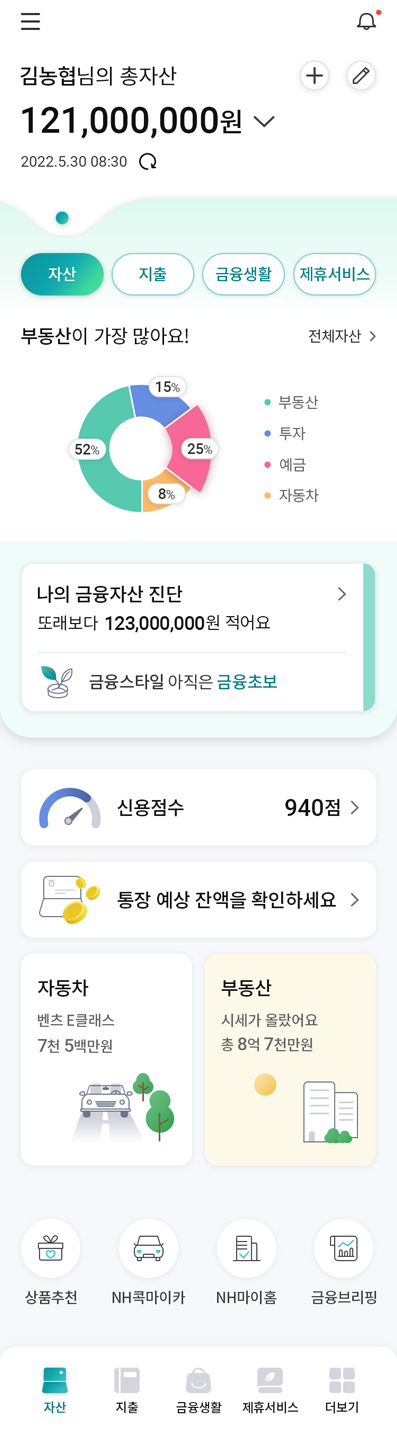 김농협님의 총자산
121,000,000원
2022.5.30 08:30
자산 지출 금융생활 제휴서비스
부동산이 가장 많아요! 전체자산
15%
52%
25%
8%
부동산
투자
예금
자동차
나의 금융자산 진단
또래보다 123,000,000원 적어요
금융스타일 아직은 금융초보
신용점수 940점
통장 예상 잔액을 확인하세요
자동차
벤츠 E클래스
7천 5백만원
부동산
시세가 올랐어요
총 8억 7천만원
상품추천 NH콕마이카 NH마이홈 금융브리핑
자산 지출 금융생활 제휴서비스 더보기